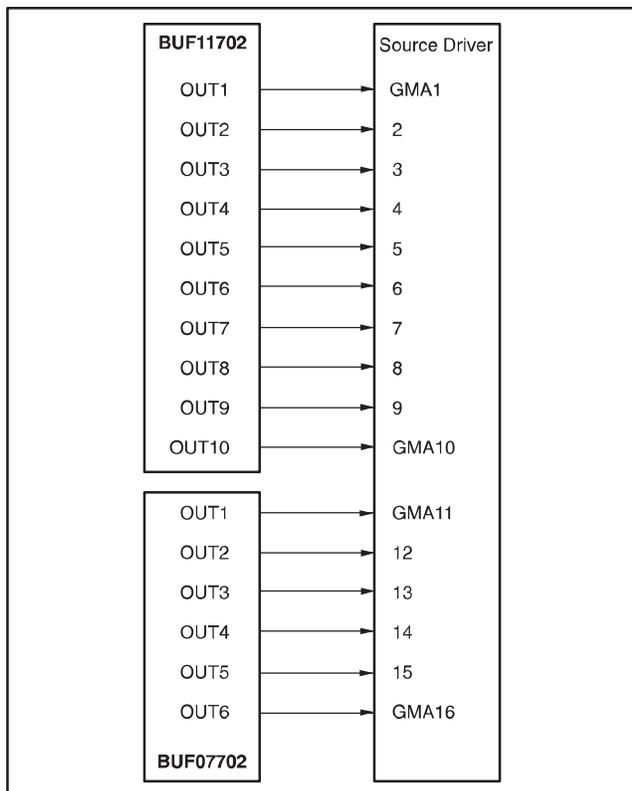 BUF11702 Source Driver
OUT1 GMA1
OUT2 2
OUT3 3
OUT4 4
OUT5 5
OUT6 6
OUT7 7
OUT8 8
OUT9 9
OUT10 GMA10
OUT1 GMA11
OUT2 12
OUT3 13
OUT4 14
OUT5 15
OUT6 GMA16
BUF07702